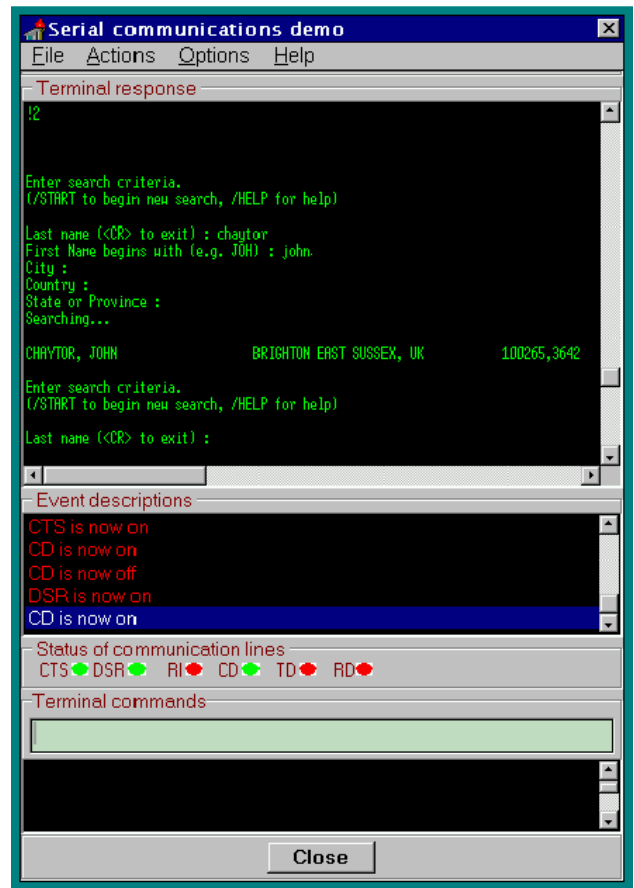 Serial communications demo
File Actions Options Help
Terminal response
!2
Enter search criteria.
(/START to begin new search, /HELP for help)
Last name (<CR> to exit) : chaytor
First Name begins with (e.g. JOH) : john
City :
Country :
State or Province :
Searching...
CHAYTOR, JOHN BRIGHTON EAST SUSSEX, UK 100265,3642
Enter search criteria.
(/START to begin new search, /HELP for help)
Last name (<CR> to exit) :
Event descriptions
CTS is now on
CD is now on
CD is now off
DSR is now on
CD is now on
Status of communication lines
CTS DSR RI CD TD RD
Terminal commands
Close